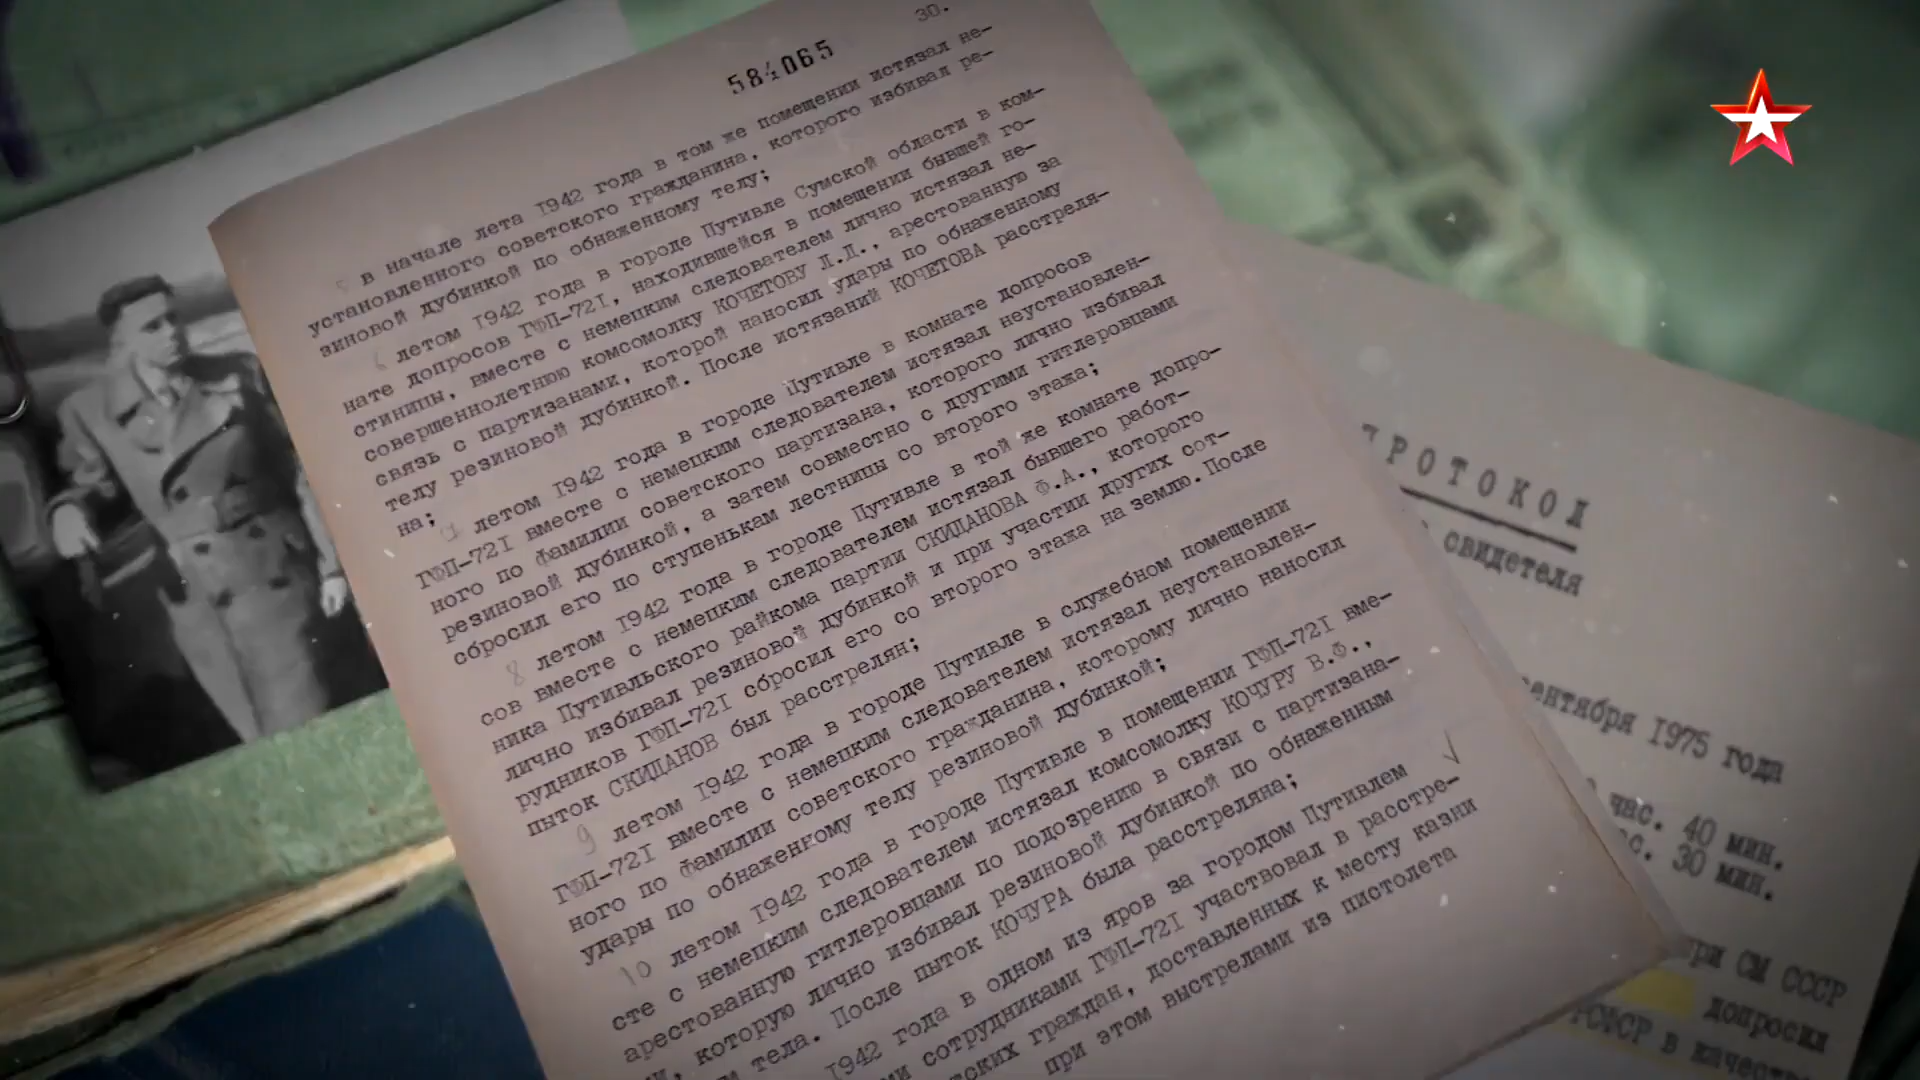 30.
584065
в начале лета 1942 года в том же помещении истязал не-
установленного советского гражданина, которого избивал ре-
зиновой дубинкой по обнаженному телу;
6 летом 1942 года в городе Путивле Сумской области в ком-
нате допросов ГФП-721, находившейся в помещении бывшей го-
стиницы, вместе с немецким следователем лично истязал не-
совершеннолетнюю комсомолку КОЧЕТОВУ Л.Д., арестованную за
связь с партизанами, которой наносил удары по обнаженному
телу резиновой дубинкой. После истязаний КОЧЕТОВА расстреля-
на;
летом 1942 года в городе Путивле в комнате допросов
ГФП-721 вместе с немецким следователем истязал неустановлен-
ного по фамилии советского партизана, которого лично избивал
резиновой дубинкой, а затем совместно с другими гитлеровцами
сбросил его по ступенькам лестницы со второго этажа;
8 летом 1942 года в городе Путивле в той же комнате допро-
сов вместе с немецким следователем истязал бывшего работ-
ника Путивльского райкома партии СКИДАНОВА Ф.А., которого
лично избивал резиновой дубинкой и при участии других сот-
рудников ГФП-721 сбросил его со второго этажа на землю. После
пыток СКИДАНОВ был расстрелян;
9 летом 1942 года в городе Путивле в служебном помещении
ГФП-721 вместе с немецким следователем истязал неустановлен-
ного по фамилии советского гражданина, которому лично наносил
удары по обнаженному телу резиновой дубинкой;
10 летом 1942 года в городе Путивле в помещении ГФП-721 вме-
сте с немецким следователем истязал комсомолку КОЧУРУ В.Ф.,
арестованную гитлеровцами по подозрению в связи с партизана-
ми, которую лично избивал резиновой дубинкой по обнаженным
тела. После пыток КОЧУРА была расстреляна;
1942 года в одном из яров за городом Путивлем
сотрудниками ГФП-721 участвовал в расстре-
граждан, доставленных к месту казни
при этом выстрелами из пистолета
ПРОТОКОЛ
свидетеля
сентября 1975 года
час. 40 мин.
30 мин.
при СМ СССР
допросил
РСФСР в